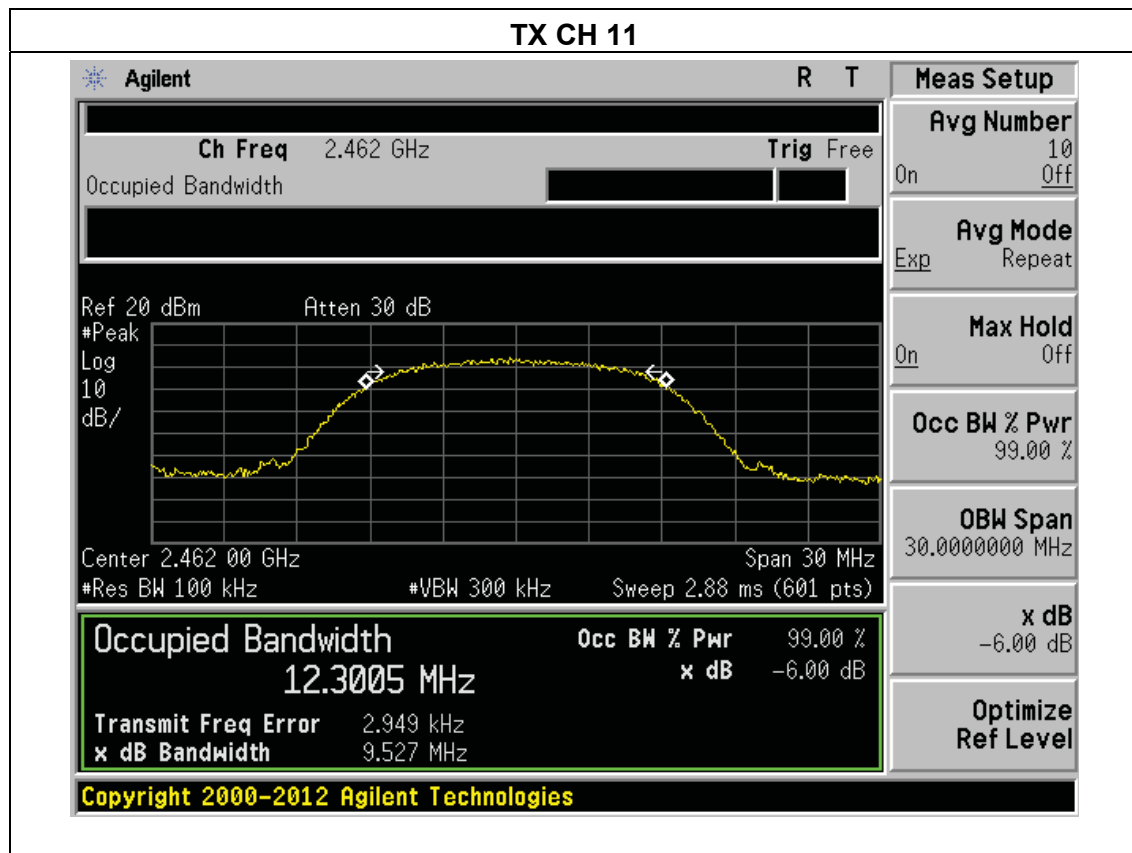 TX CH 11
Agilent R T
Meas Setup
Ch Freq 2.462 GHz Trig Free
Occupied Bandwidth
Ref 20 dBm Atten 30 dB
#Peak
Log
10
dB/
Center 2.462 00 GHz Span 30 MHz
#Res BW 100 kHz #VBW 300 kHz Sweep 2.88 ms (601 pts)
Occupied Bandwidth Occ BW % Pwr 99.00 %
12.3005 MHz x dB -6.00 dB
Transmit Freq Error 2.949 kHz
x dB Bandwidth 9.527 MHz
Copyright 2000-2012 Agilent Technologies
Avg Number
10
On Off
Avg Mode
Exp Repeat
Max Hold
On Off
Occ BW % Pwr
99.00 %
OBW Span
30.0000000 MHz
x dB
-6.00 dB
Optimize
Ref Level